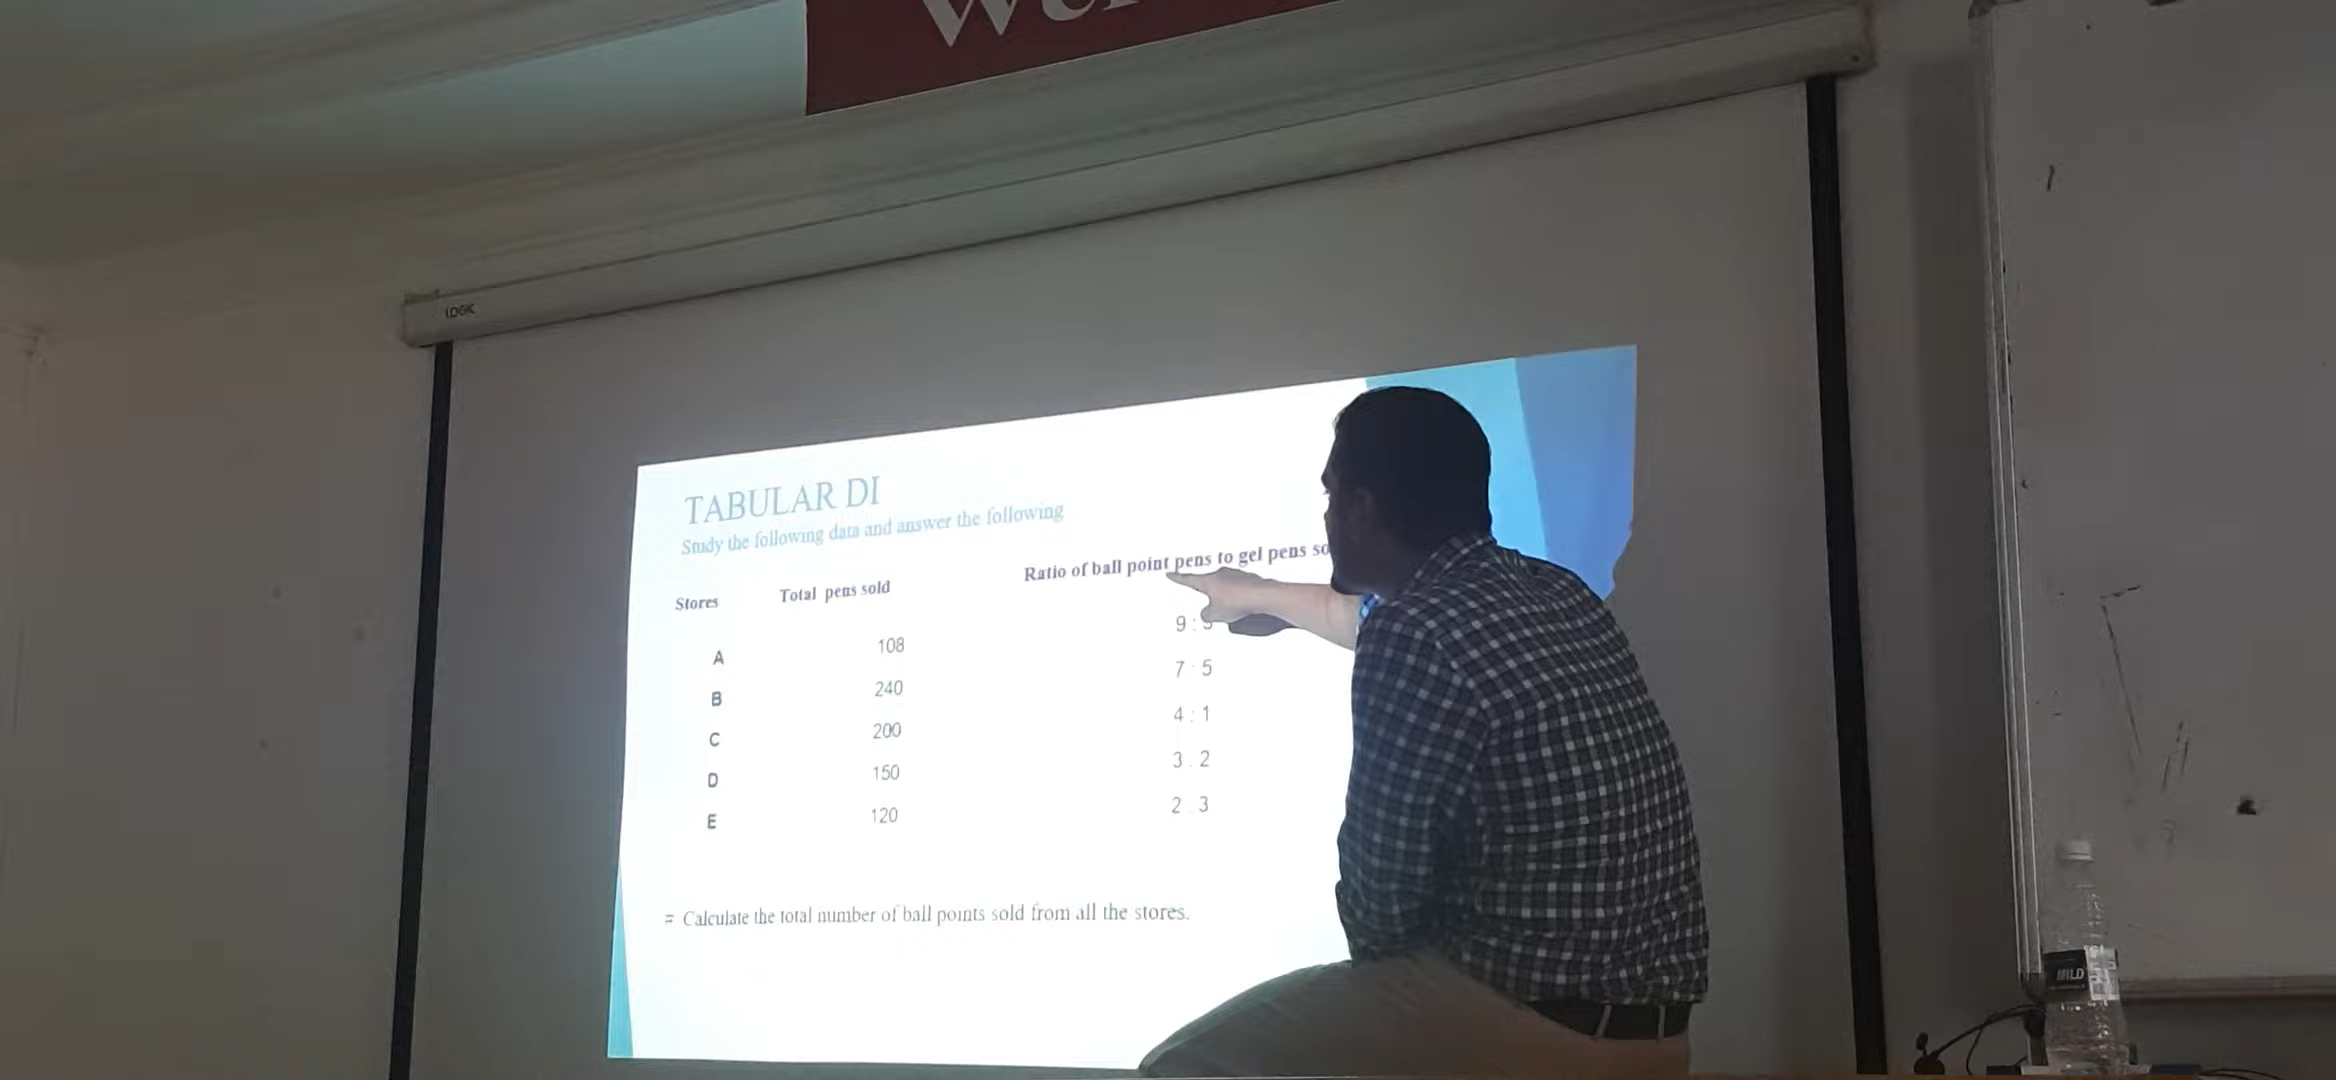 LOGIC
TABULAR DI
Study the following data and answer the following
Stores Total pens sold Ratio of ball point pens to gel pens
A 108 9 :
B 240 7 : 5
C 200 4 : 1
D 150 3 : 2
E 120 2 : 3
= Calculate the total number of ball points sold from all the stores.
MILD